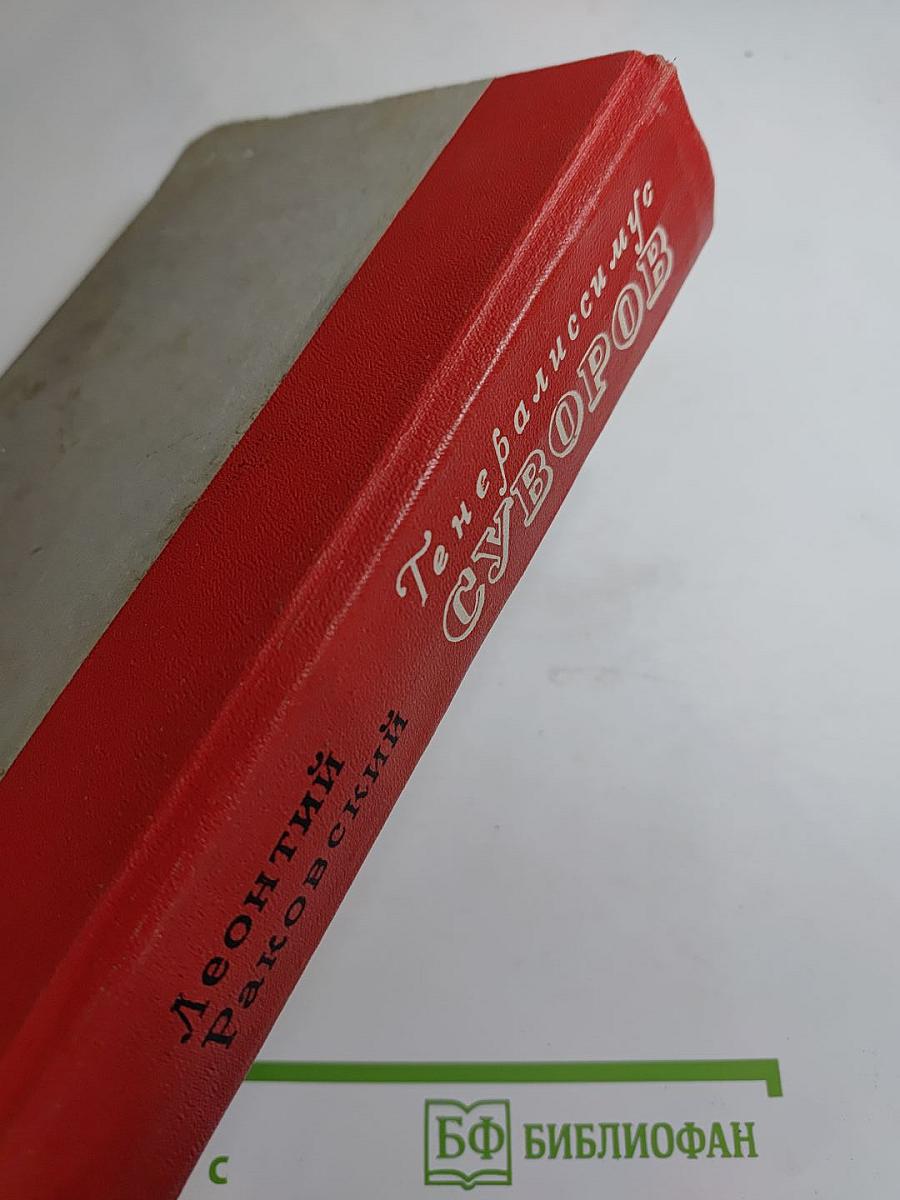 Генералиссимус
СУВОРОВ
Леонтий
Раковский
с
БФ БИБЛИОФАН